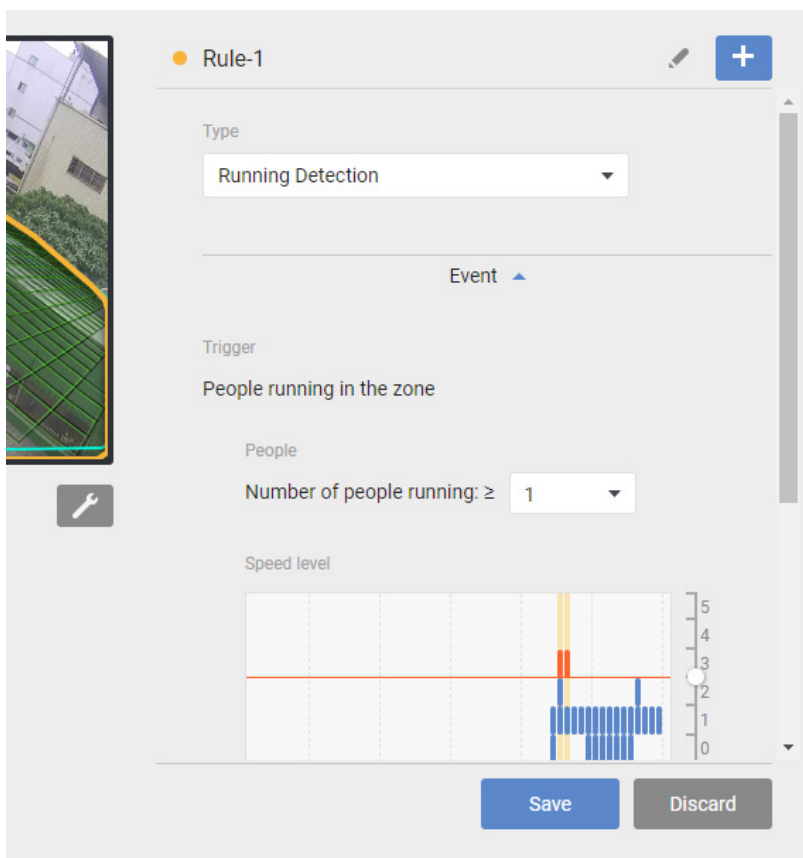 Rule-1
+
Type
Running Detection
Event
Trigger
People running in the zone
People
Number of people running: ≥ 1
Speed level
5
4
3
2
1
0
Save Discard